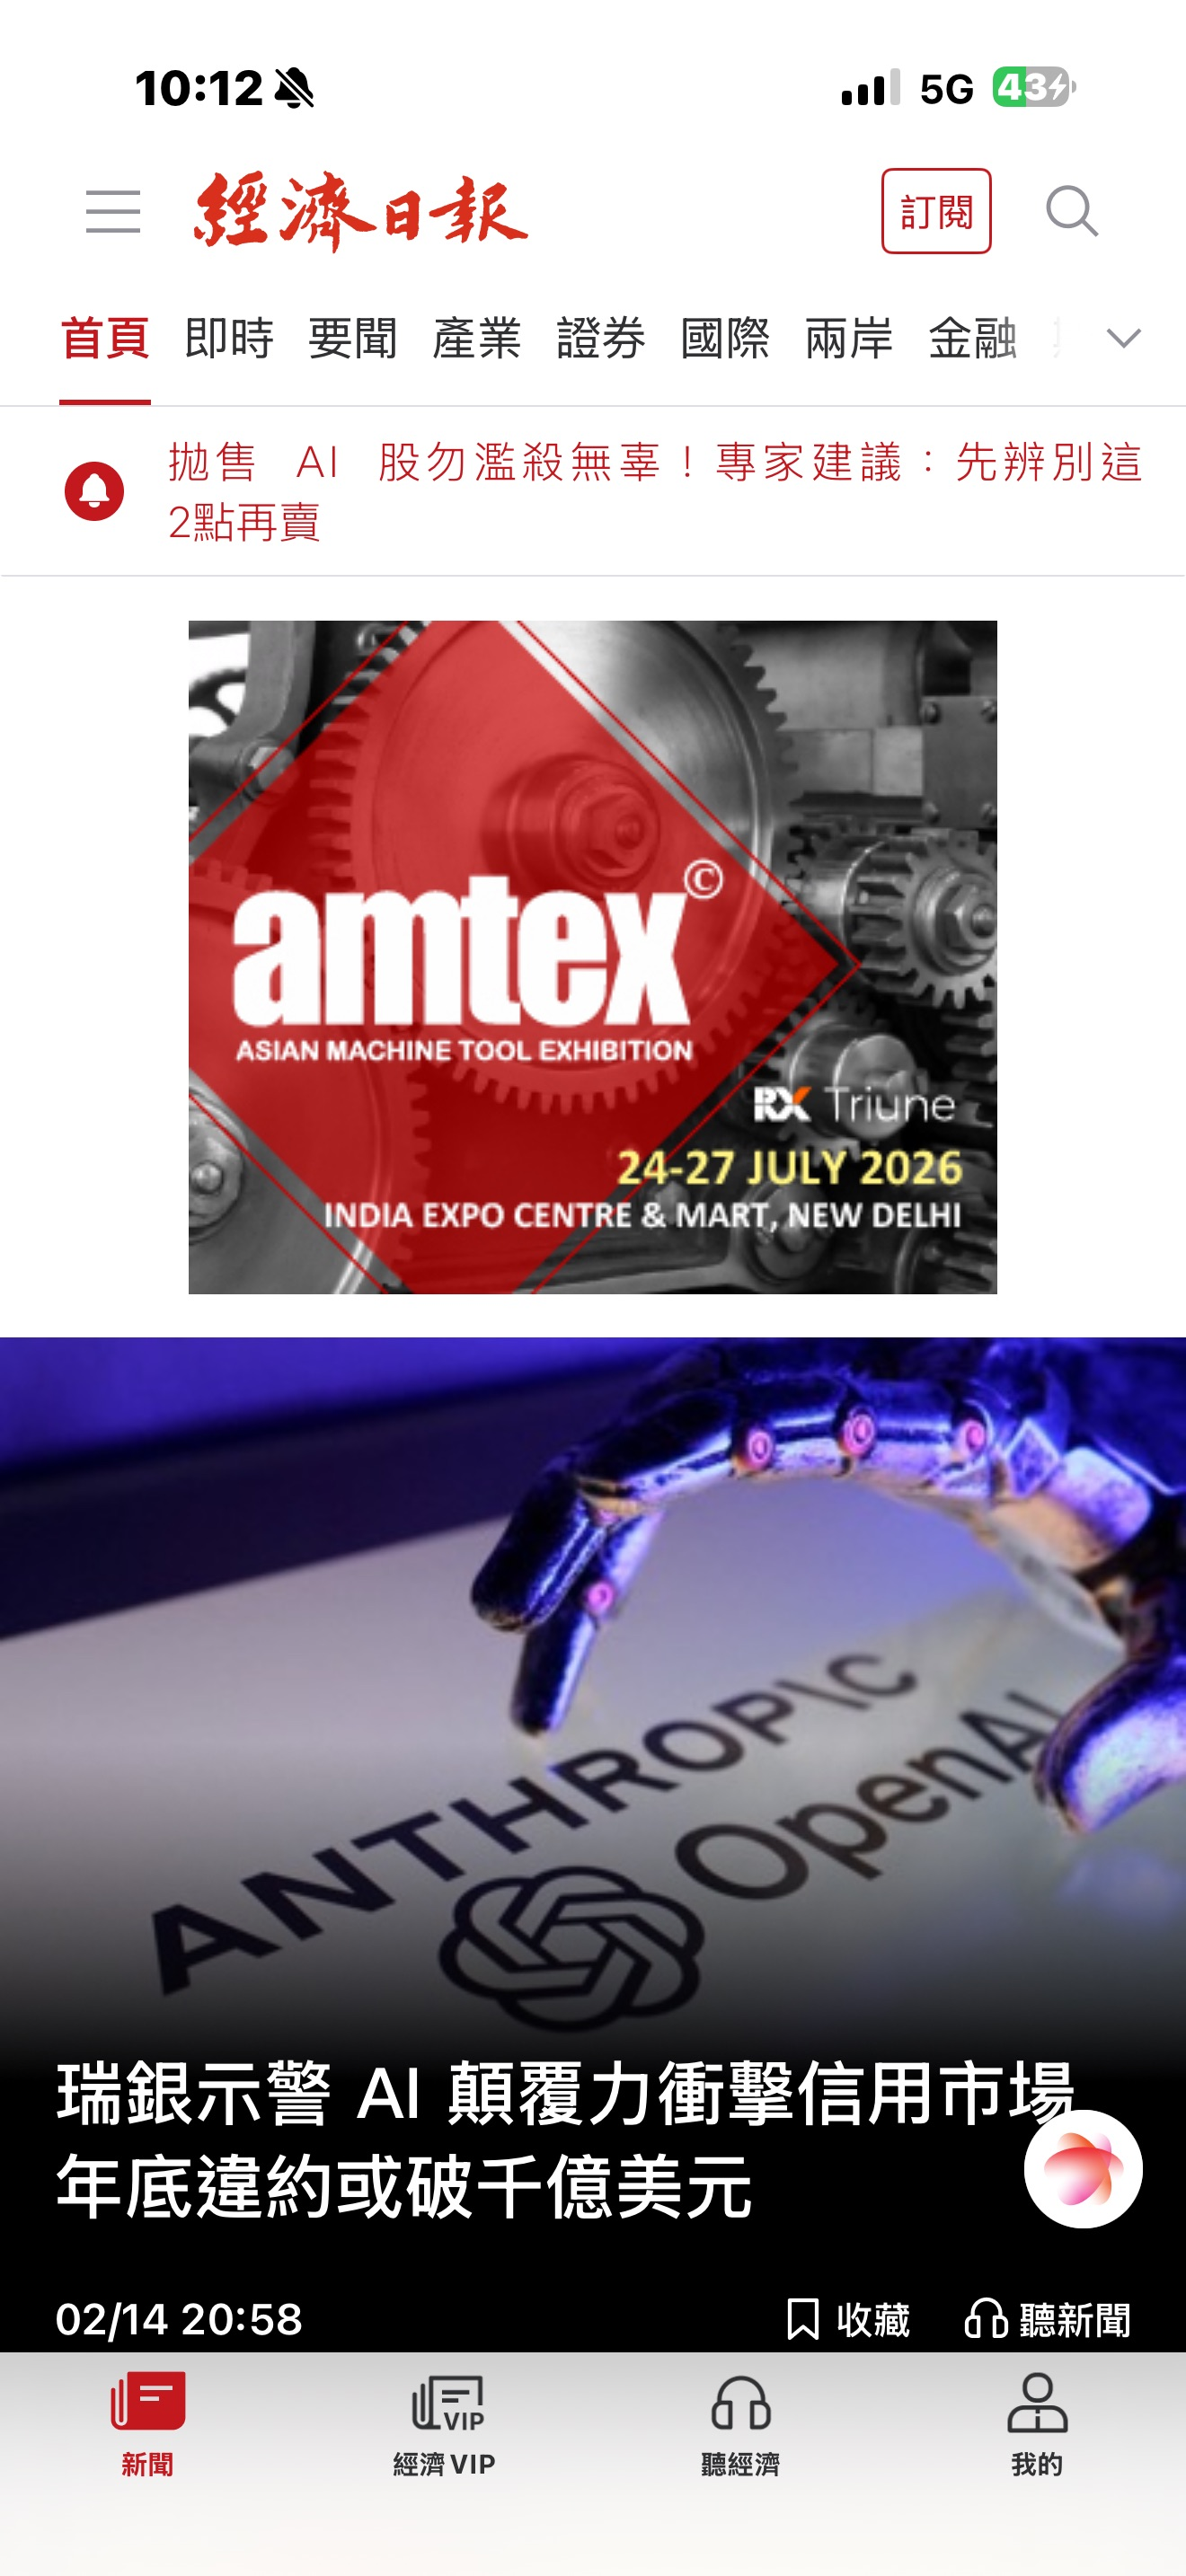 10:12
5G
43
經濟日報
訂閱
首頁 即時 要聞 產業 證券 國際 兩岸 金融
拋售 AI 股勿濫殺無辜！專家建議：先辨別這
2點再賣
amtex©
ASIAN MACHINE TOOL EXHIBITION
RX Triune
24-27 JULY 2026
INDIA EXPO CENTRE & MART, NEW DELHI
ANTHROP\C
OpenAI
瑞銀示警 AI 顛覆力衝擊信用市場
年底違約或破千億美元
02/14 20:58
收藏
聽新聞
VIP
新聞
經濟VIP
聽經濟
我的